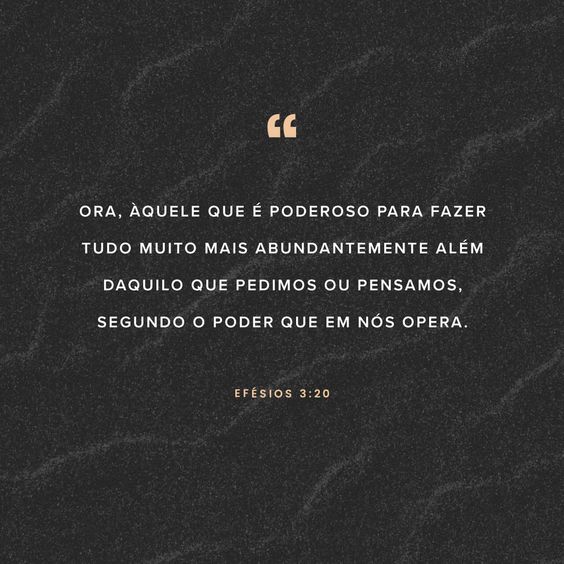 “
ORA, ÀQUELE QUE É PODEROSO PARA FAZER
TUDO MUITO MAIS ABUNDANTEMENTE ALÉM
DAQUILO QUE PEDIMOS OU PENSAMOS,
SEGUNDO O PODER QUE EM NÓS OPERA.
EFÉSIOS 3:20